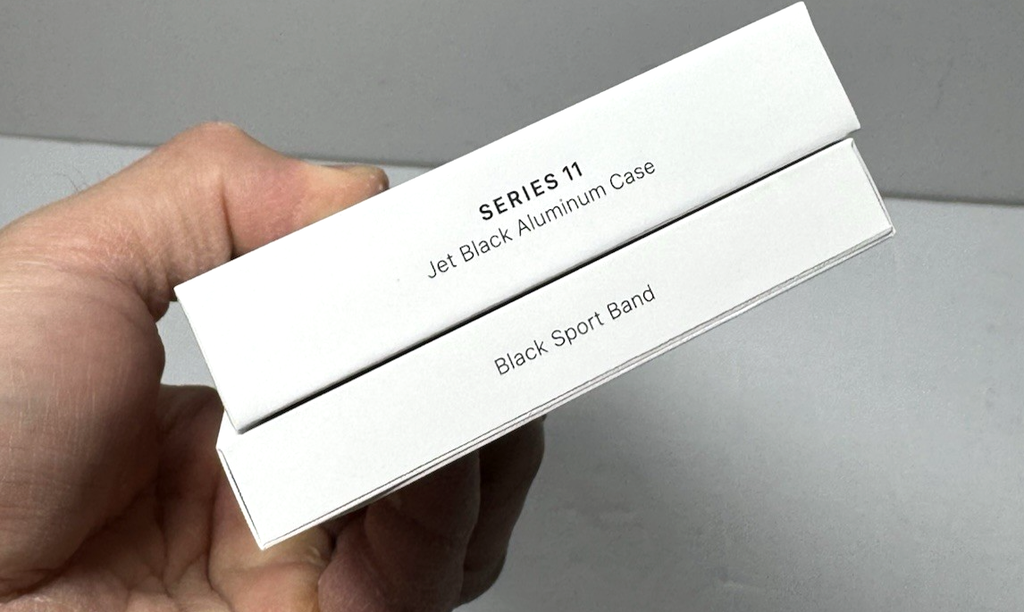 SERIES 11
Jet Black Aluminum Case
Black Sport Band